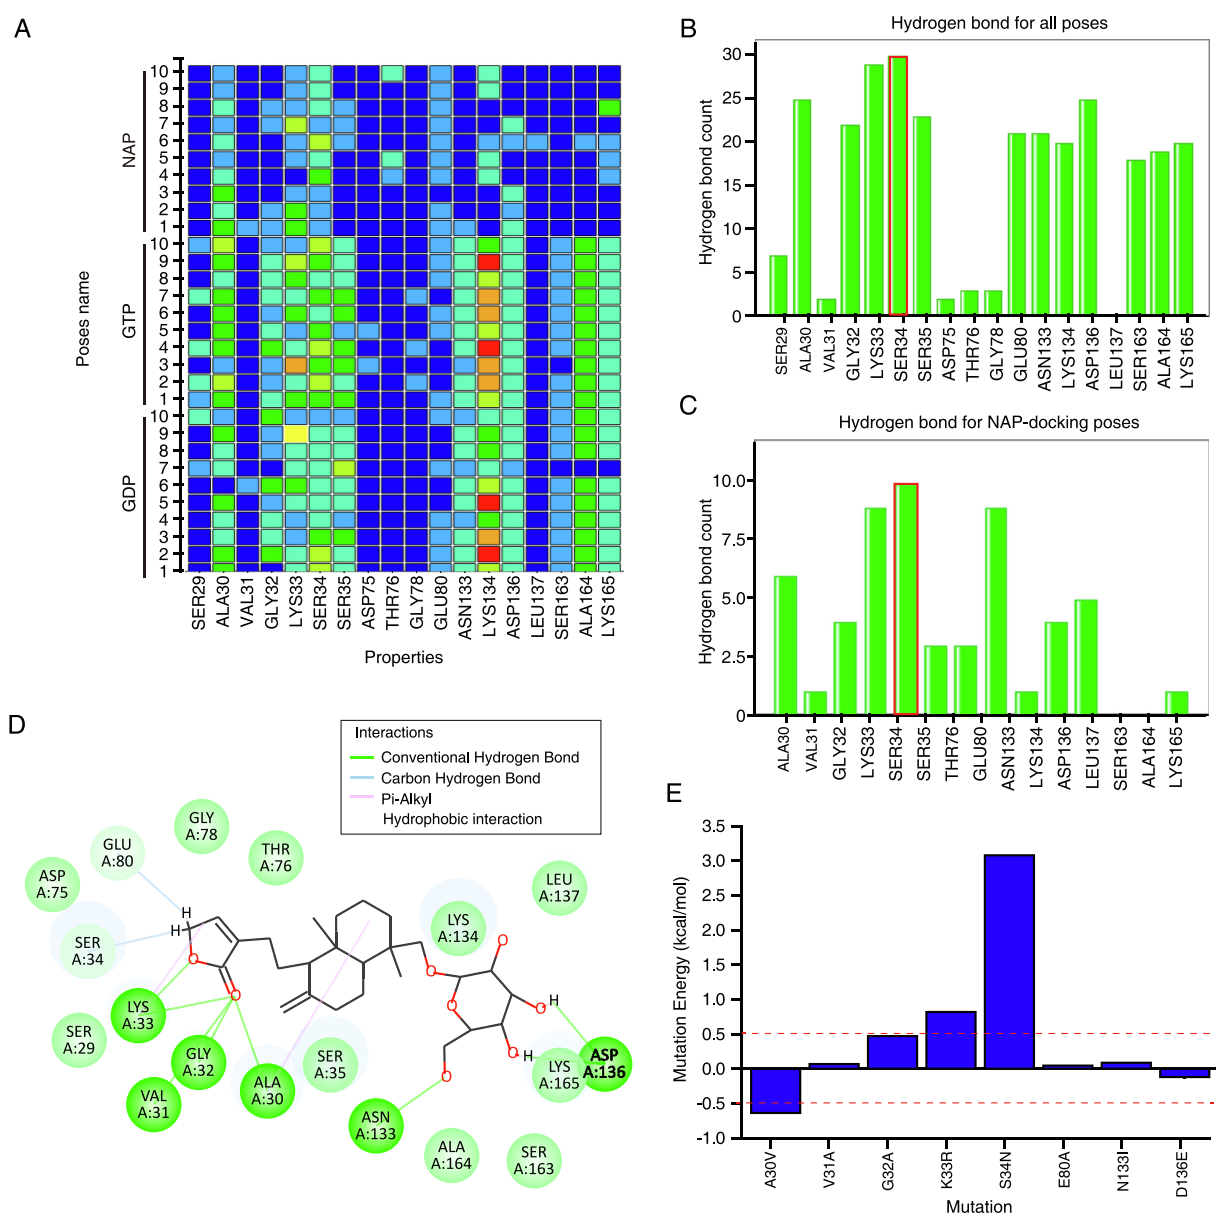 A
NAP
GTP
GDP
Poses name
10
9
8
7
6
5
4
3
2
1
10
9
8
7
6
5
4
3
2
1
10
9
8
7
6
5
4
3
2
1
SER29
ALA30
VAL31
GLY32
LYS33
SER34
SER35
ASP75
THR76
GLY78
GLU80
ASN133
LYS134
ASP136
LEU137
SER163
ALA164
LYS165
Properties
B
Hydrogen bond for all poses
Hydrogen bond count
30
25
20
15
10
5
0
SER29
ALA30
VAL31
GLY32
LYS33
SER34
SER35
ASP75
THR76
GLY78
GLU80
ASN133
LYS134
ASP136
LEU137
SER163
ALA164
LYS165
C
Hydrogen bond for NAP-docking poses
Hydrogen bond count
10.0
7.5
5.0
2.5
0
ALA30
VAL31
GLY32
LYS33
SER34
SER35
THR76
GLU80
ASN133
LYS134
ASP136
LEU137
SER163
ALA164
LYS165
D
Interactions
Conventional Hydrogen Bond
Carbon Hydrogen Bond
Pi-Alkyl
Hydrophobic interaction
GLY
A:78
GLU
A:80
THR
A:76
ASP
A:75
LEU
A:137
SER
A:34
LYS
A:134
H
H
O
O
O
O
O
O
H
O
H
O
LYS
A:33
SER
A:29
GLY
A:32
VAL
A:31
ALA
A:30
SER
A:35
ASN
A:133
LYS
A:165
ASP
A:136
ALA
A:164
SER
A:163
E
Mutation Energy (kcal/mol)
3.5
3.0
2.5
2.0
1.5
1.0
0.5
0.0
-0.5
-1.0
A30V
V31A
G32A
K33R
S34N
E80A
N133I
D136E
Mutation